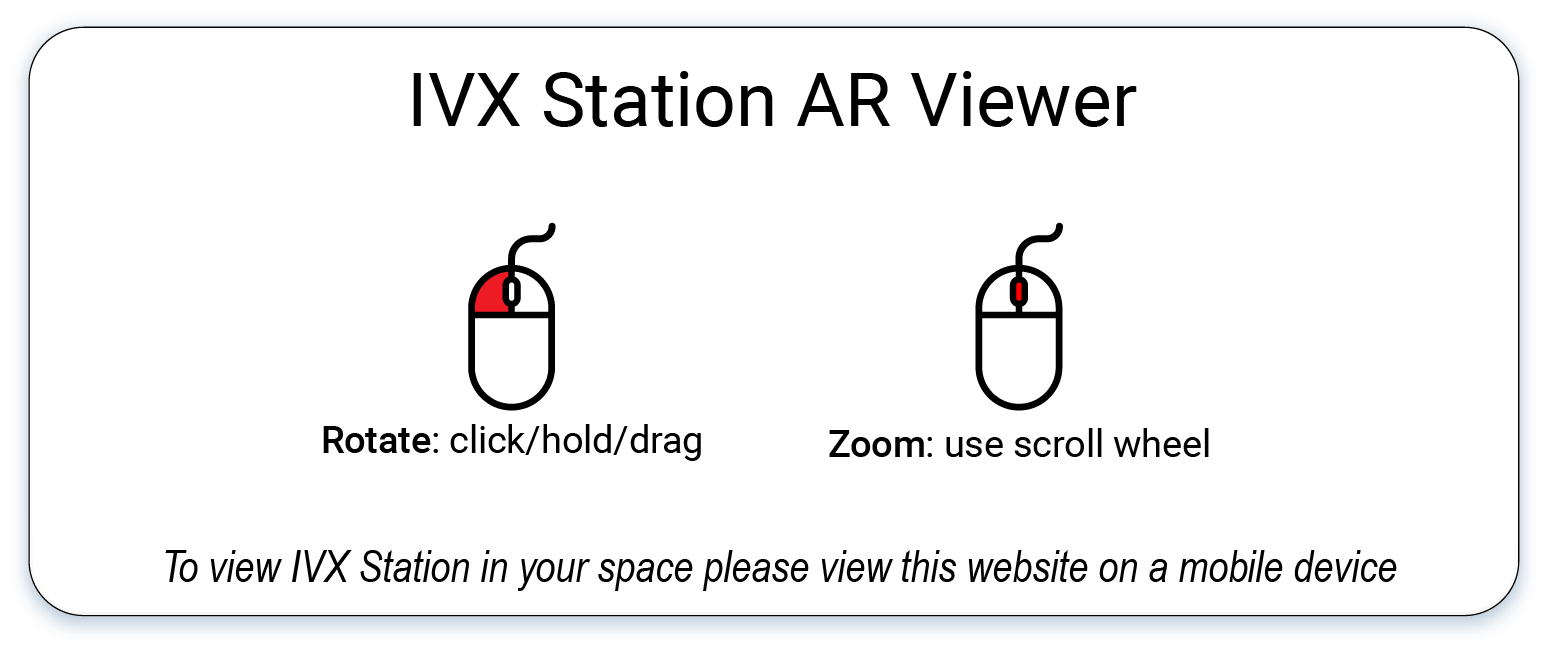 IVX Station AR Viewer
Rotate: click/hold/drag
Zoom: use scroll wheel
To view IVX Station in your space please view this website on a mobile device